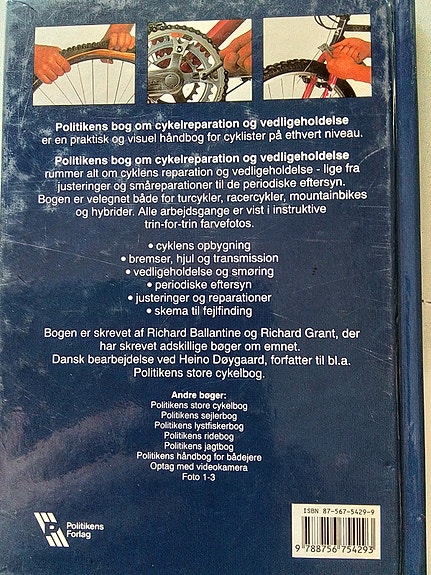 Politikens bog om cykelreparation og vedligeholdelse
er en praktisk og visuel håndbog for cyklister på ethvert niveau.
Politikens bog om cykelreparation og vedligeholdelse
rummer alt om cyklens reparation og vedligeholdelse - lige fra
justeringer og småreparationer til de periodiske eftersyn.
Bogen er velegnet både for turcykler, racercykler, mountainbikes
og hybrider. Alle arbejdsgange er vist i instruktive
trin-for-trin farvefotos.
• cyklens opbygning
• bremser, hjul og transmission
• vedligeholdelse og smøring
• periodiske eftersyn
• justeringer og reparationer
• skema til fejlfinding
Bogen er skrevet af Richard Ballantine og Richard Grant, der
har skrevet adskillige bøger om emnet.
Dansk bearbejdelse ved Heino Døygaard, forfatter til bl.a.
Politikens store cykelbog.
Andre bøger:
Politikens store cykelbog
Politikens sejlerbog
Politikens lystfiskerbog
Politikens ridebog
Politikens jagtbog
Politikens håndbog for bådejere
Optag med videokamera
Foto 1-3
Politikens
Forlag
ISBN 87-567-5429-9
9 788756 754293